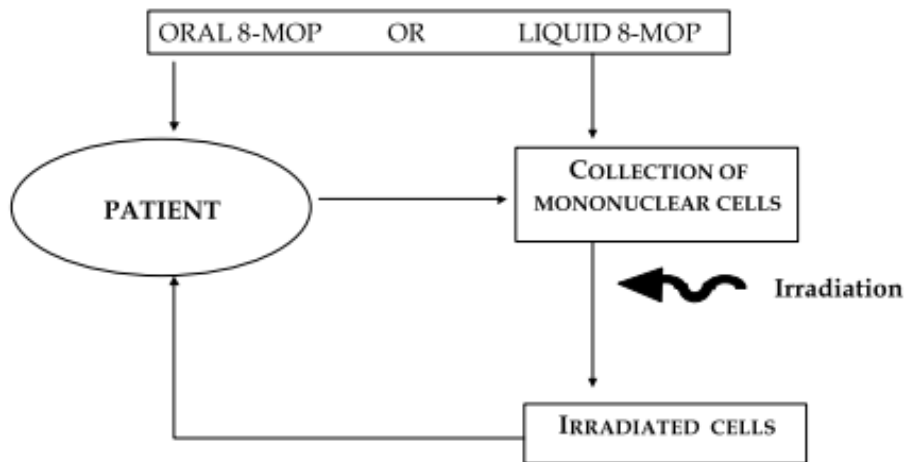 ORAL 8-MOP OR LIQUID 8-MOP
PATIENT
COLLECTION OF
MONONUCLEAR CELLS
Irradiation
IRRADIATED CELLS